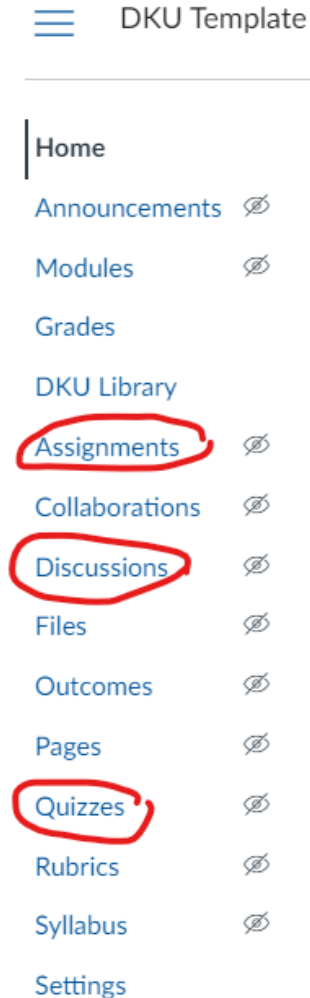 DKU Template
Home
Announcements
Modules
Grades
DKU Library
Assignments
Collaborations
Discussions
Files
Outcomes
Pages
Quizzes
Rubrics
Syllabus
Settings